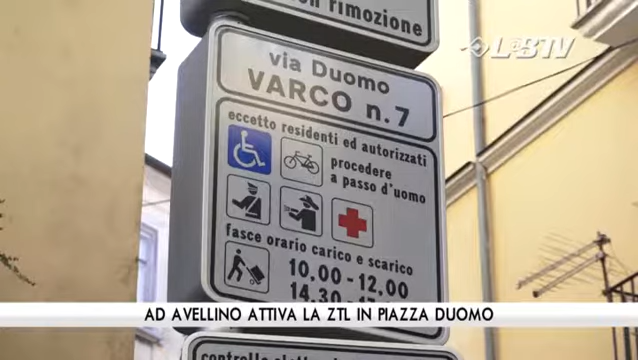 con rimozione
LABTV
via Duomo
VARCO n.7
eccetto residenti ed autorizzati
procedere
a passo d'uomo
fasce orario carico e scarico
10.00 - 12.00
14.30 -
AD AVELLINO ATTIVA LA ZTL IN PIAZZA DUOMO
controllo